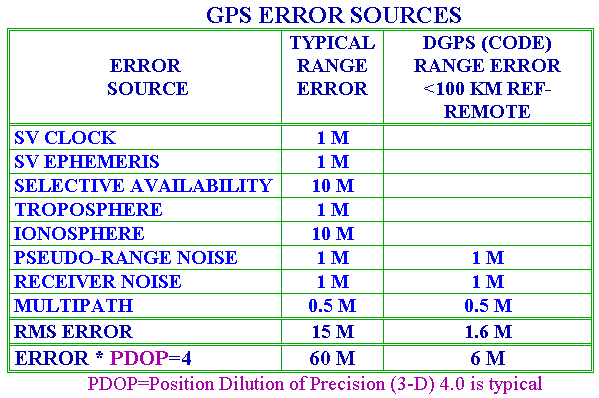 GPS ERROR SOURCES
ERROR SOURCE TYPICAL RANGE ERROR DGPS (CODE) RANGE ERROR <100 KM REF-REMOTE
SV CLOCK 1 M
SV EPHEMERIS 1 M
SELECTIVE AVAILABILITY 10 M
TROPOSPHERE 1 M
IONOSPHERE 10 M
PSEUDO-RANGE NOISE 1 M 1 M
RECEIVER NOISE 1 M 1 M
MULTIPATH 0.5 M 0.5 M
RMS ERROR 15 M 1.6 M
ERROR * PDOP=4 60 M 6 M
PDOP=Position Dilution of Precision (3-D) 4.0 is typical